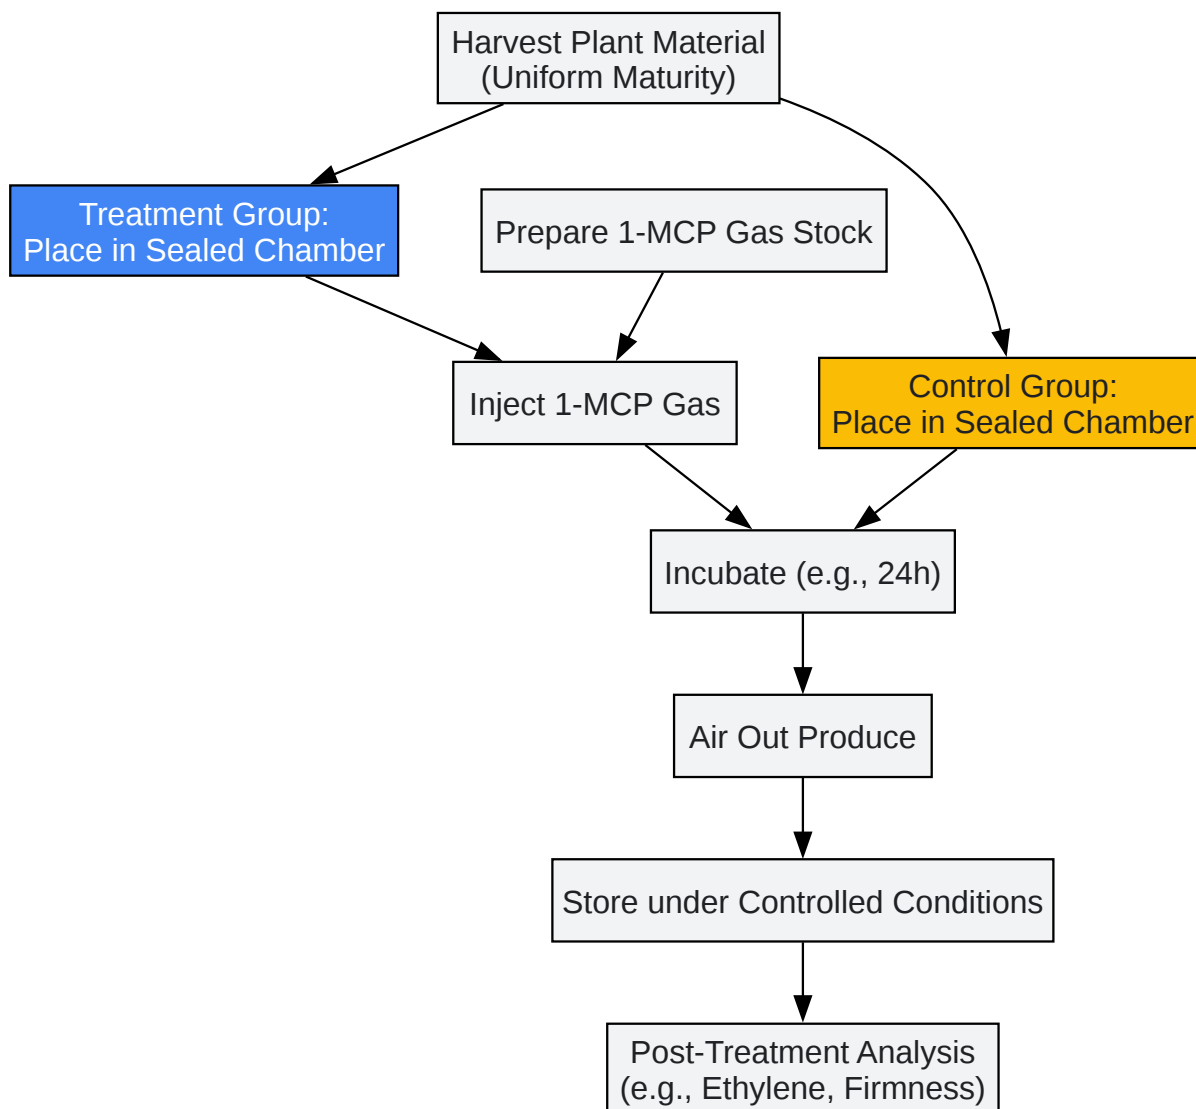 Harvest Plant Material
(Uniform Maturity)
Treatment Group:
Place in Sealed Chamber
Prepare 1-MCP Gas Stock
Inject 1-MCP Gas
Control Group:
Place in Sealed Chamber
Incubate (e.g., 24h)
Air Out Produce
Store under Controlled Conditions
Post-Treatment Analysis
(e.g., Ethylene, Firmness)